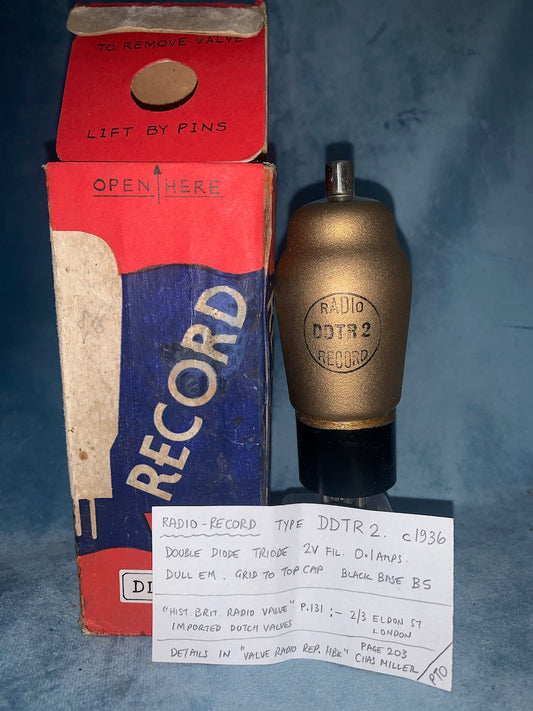 TO REMOVE VALVE
LIFT BY PINS
OPEN HERE
RECORD
RADIO
DDTR 2
RECORD
RADIO-RECORD TYPE DDTR 2. c1936
DOUBLE DIODE TRIODE 2V FIL. 0.1 AMPS.
DULL EM. GRID TO TOP CAP BLACK BASE B5
"HIST. BRIT. RADIO VALVE" P.131 :- 2/3 ELDON ST
IMPORTED DUTCH VALVES LONDON
DETAILS IN "VALVE RADIO REP. HBK" PAGE 203
CHAS MILLER
PTO